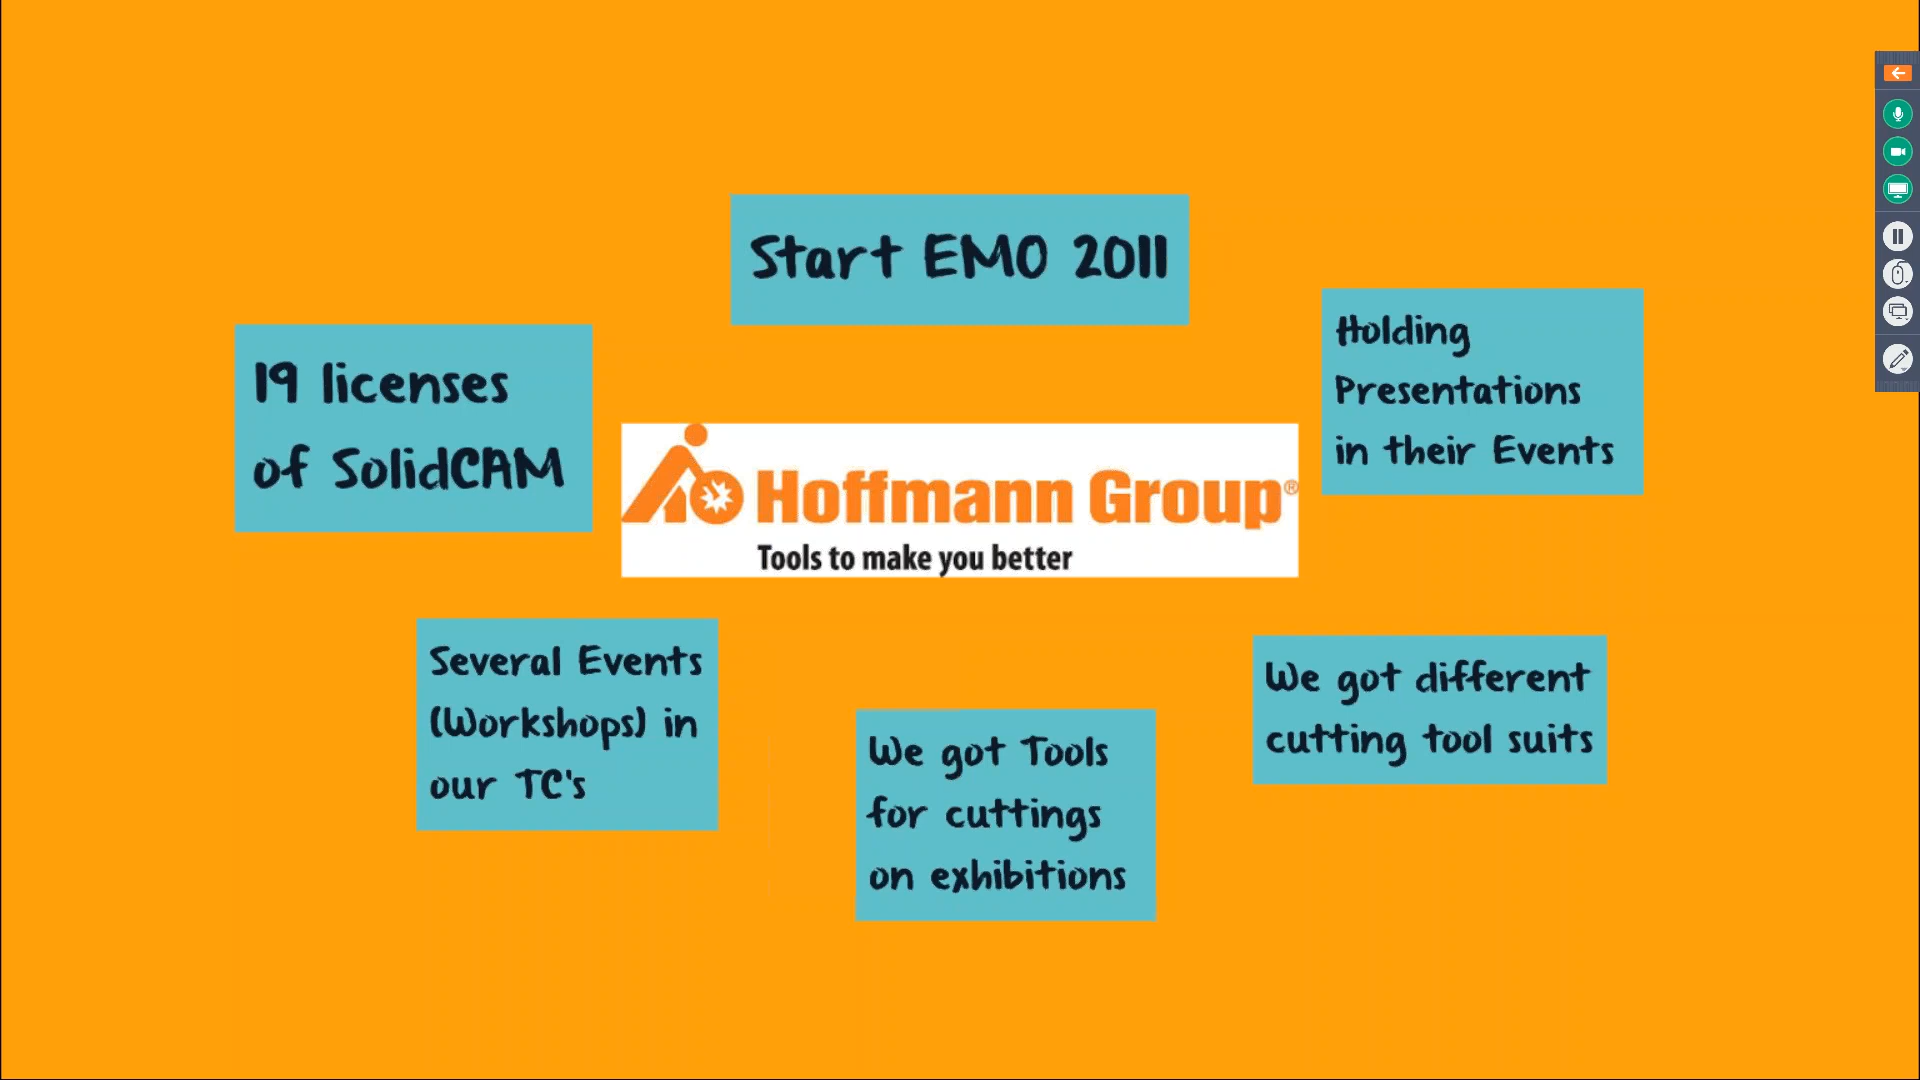 Start EMO 2011
19 licenses
of SolidCAM
Holding
Presentations
in their Events
Hoffmann Group®
Tools to make you better
Several Events
(Workshops) in
our TC's
We got Tools
for cuttings
on exhibitions
We got different
cutting tool suits